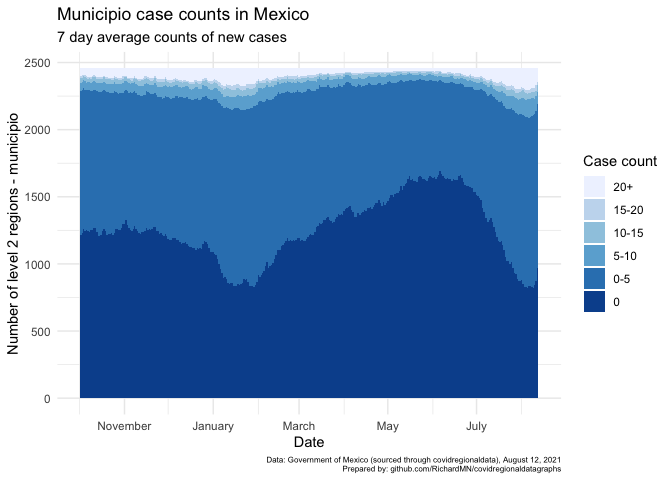 Municipio case counts in Mexico
7 day average counts of new cases
Number of level 2 regions - municipio
2500
2000
1500
1000
500
0
November
January
March
May
July
Date
Case count
20+
15-20
10-15
5-10
0-5
0
Data: Government of Mexico (sourced through covidregionaldata), August 12, 2021
Prepared by: github.com/RichardMN/covidregionaldatagraphs